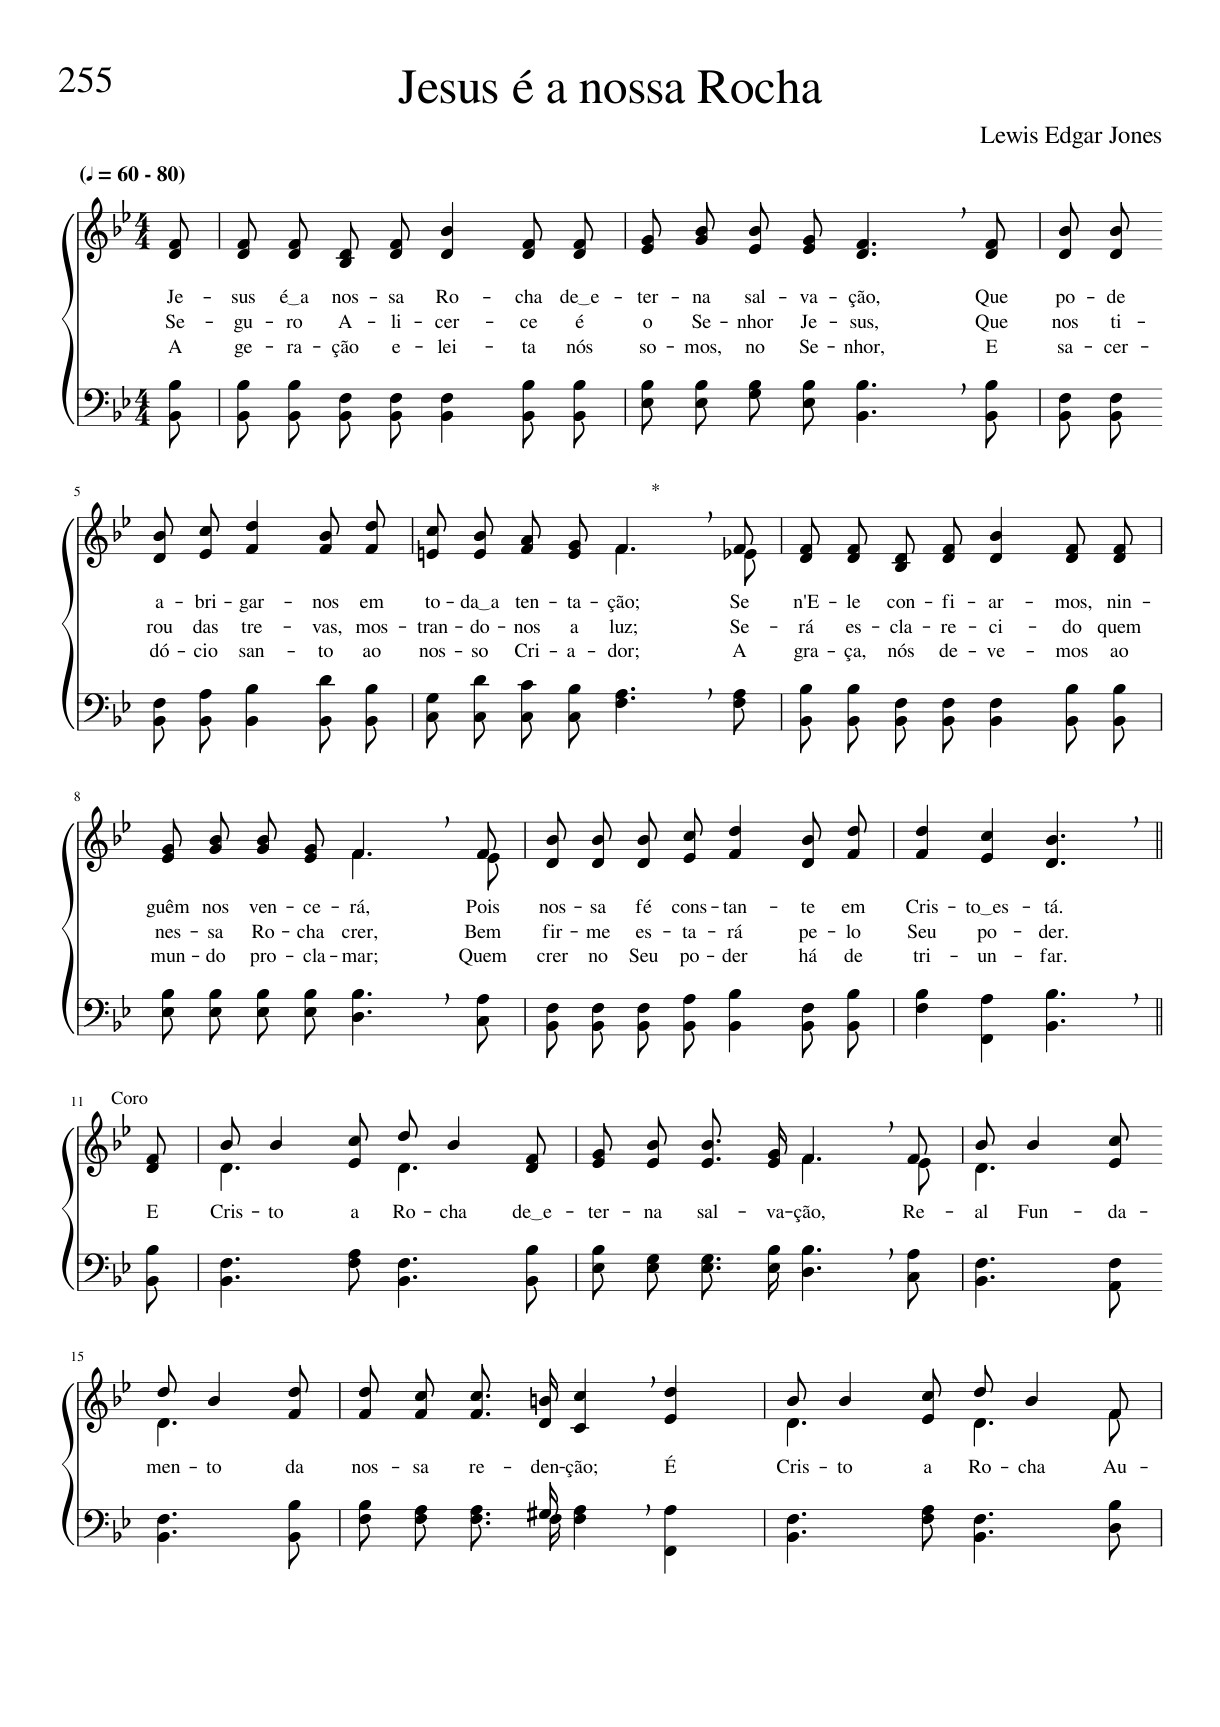 255
Jesus é a nossa Rocha
Lewis Edgar Jones
(♩ = 60 - 80)
Je - sus é‿a nos - sa Ro - cha de‿e - ter - na sal - va - ção, Que po - de
Se - gu - ro A - li - cer - ce é o Se - nhor Je - sus, Que nos ti -
A ge - ra - ção e - lei - ta nós so - mos, no Se - nhor, E sa - cer -
5
*
a - bri - gar - nos em to - da‿a ten - ta - ção; Se n'E - le con - fi - ar - mos, nin -
rou das tre - vas, mos - tran - do - nos a luz; Se - rá es - cla - re - ci - do quem
dó - cio san - to ao nos - so Cri - a - dor; A gra - ça, nós de - ve - mos ao
8
guêm nos ven - ce - rá, Pois nos - sa fé cons - tan - te em Cris - to‿es - tá.
nes - sa Ro - cha crer, Bem fir - me es - ta - rá pe - lo Seu po - der.
mun - do pro - cla - mar; Quem crer no Seu po - der há de tri - un - far.
11 Coro
E Cris - to a Ro - cha de‿e - ter - na sal - va - ção, Re - al Fun - da -
15
men - to da nos - sa re - den - ção; É Cris - to a Ro - cha Au -